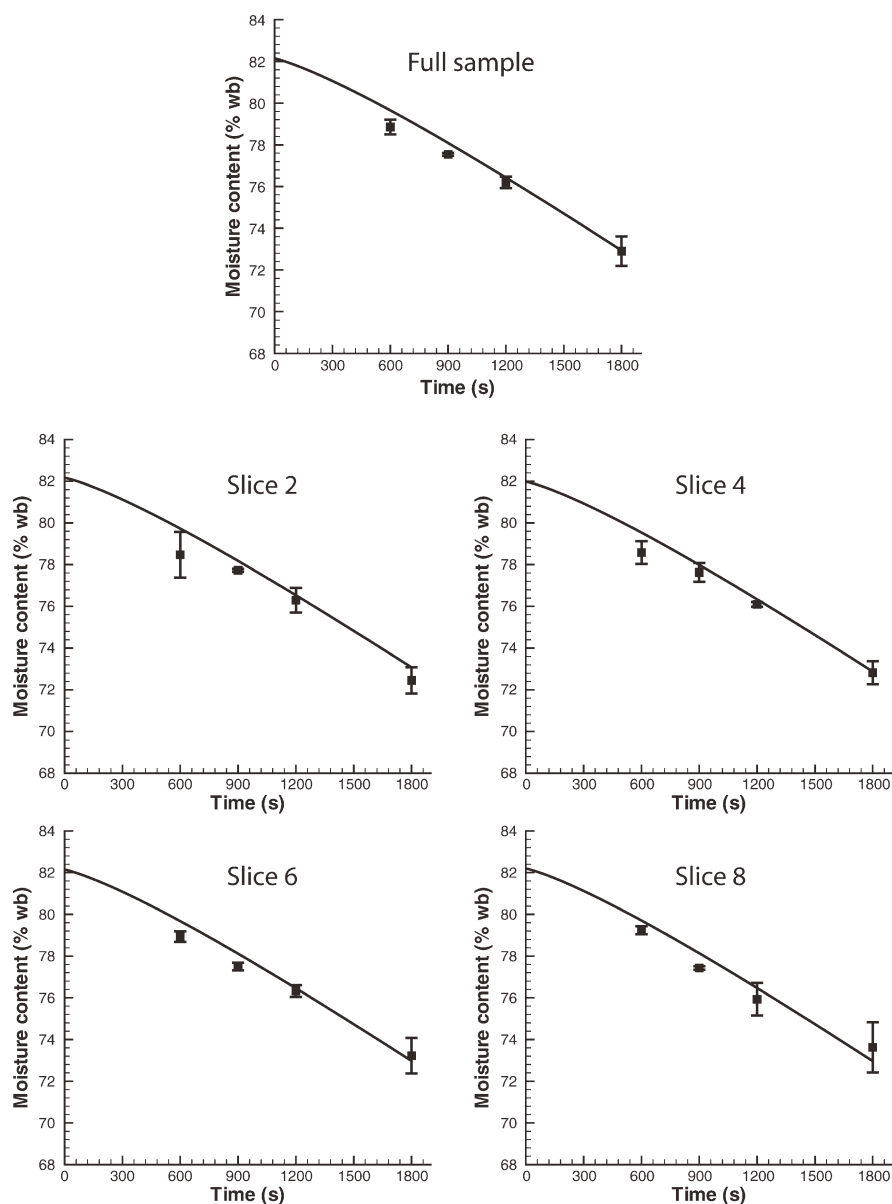 Full sample
Moisture content (% wb)
84
82
80
78
76
74
72
70
68
0 300 600 900 1200 1500 1800
Time (s)
Slice 2
Moisture content (% wb)
84
82
80
78
76
74
72
70
68
0 300 600 900 1200 1500 1800
Time (s)
Slice 4
Moisture content (% wb)
84
82
80
78
76
74
72
70
68
0 300 600 900 1200 1500 1800
Time (s)
Slice 6
Moisture content (% wb)
84
82
80
78
76
74
72
70
68
0 300 600 900 1200 1500 1800
Time (s)
Slice 8
Moisture content (% wb)
84
82
80
78
76
74
72
70
68
0 300 600 900 1200 1500 1800
Time (s)